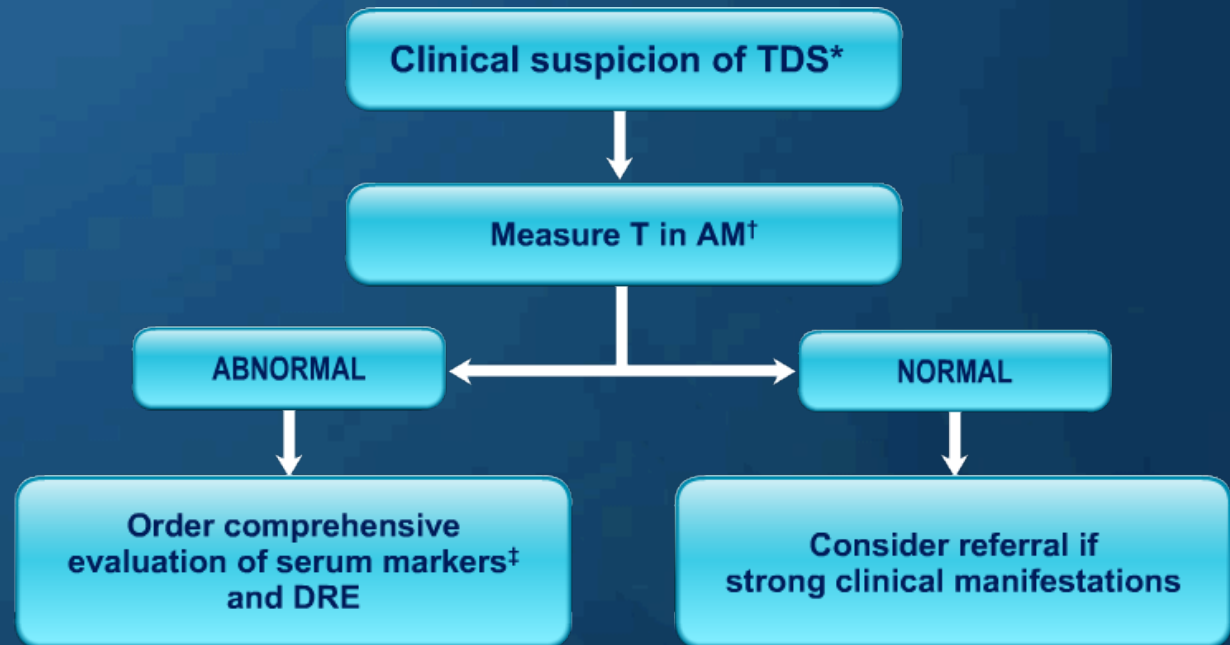 Clinical suspicion of TDS*
Measure T in AM†
ABNORMAL
NORMAL
Order comprehensive
evaluation of serum markers‡
and DRE
Consider referral if
strong clinical manifestations